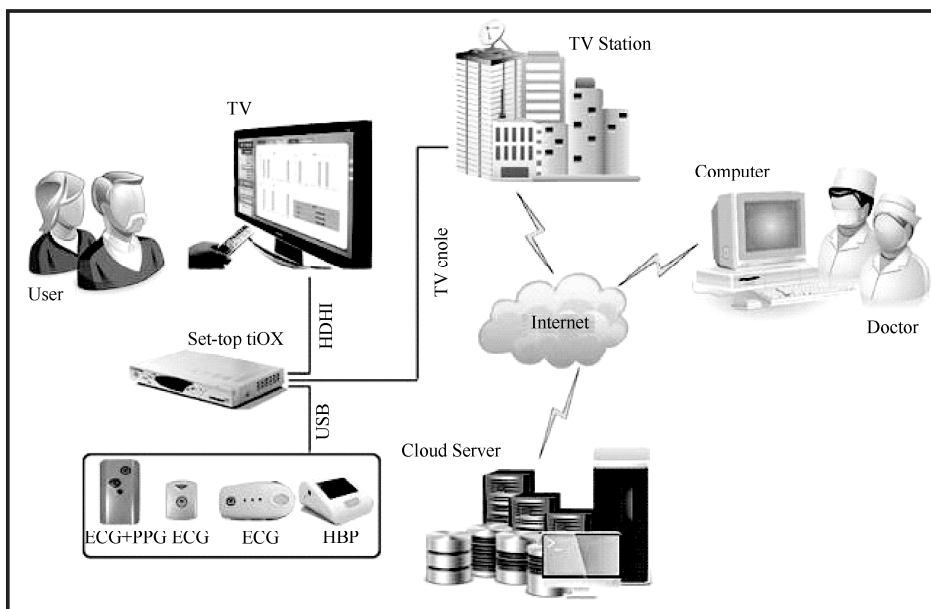 TV Station
TV
Computer
User
TV cnole
HDHI
Internet
Doctor
Set-top tiOX
USB
Cloud Server
ECG+PPG ECG ECG HBP